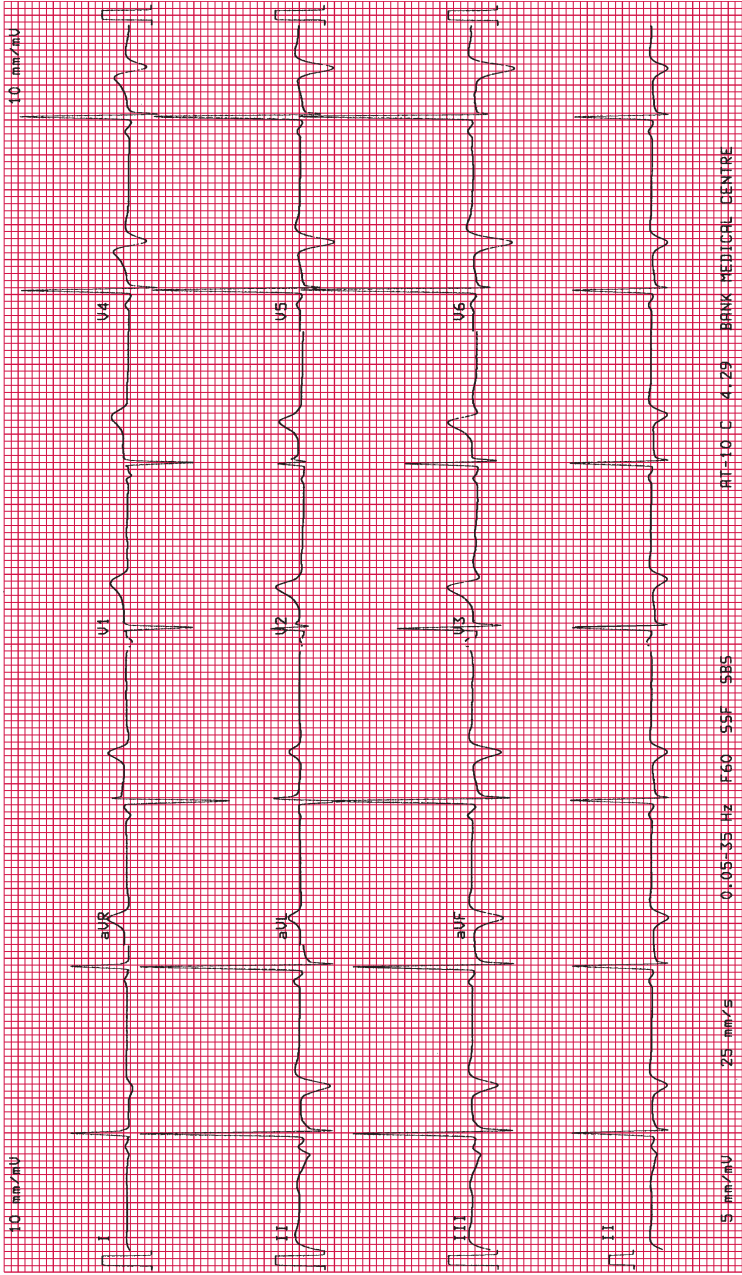 10 mm/mV 10 mm/mV
I aVR V1 V4
II aVL V2 V5
III aVF V3 V6
II
5 mm/mV 25 mm/s 0.05-35 Hz F60 SSF SBS AT-10 C 4.29 BANK MEDICAL CENTRE